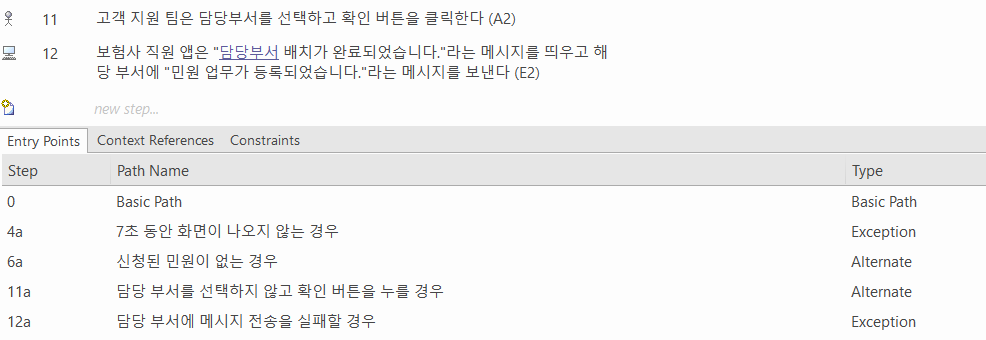 11 고객 지원 팀은 담당부서를 선택하고 확인 버튼을 클릭한다 (A2)
12 보험사 직원 앱은 "담당부서 배치가 완료되었습니다."라는 메시지를 띄우고 해
당 부서에 "민원 업무가 등록되었습니다."라는 메시지를 보낸다 (E2)
new step...
Entry Points Context References Constraints
Step Path Name Type
0 Basic Path Basic Path
4a 7초 동안 화면이 나오지 않는 경우 Exception
6a 신청된 민원이 없는 경우 Alternate
11a 담당 부서를 선택하지 않고 확인 버튼을 누를 경우 Alternate
12a 담당 부서에 메시지 전송을 실패할 경우 Exception